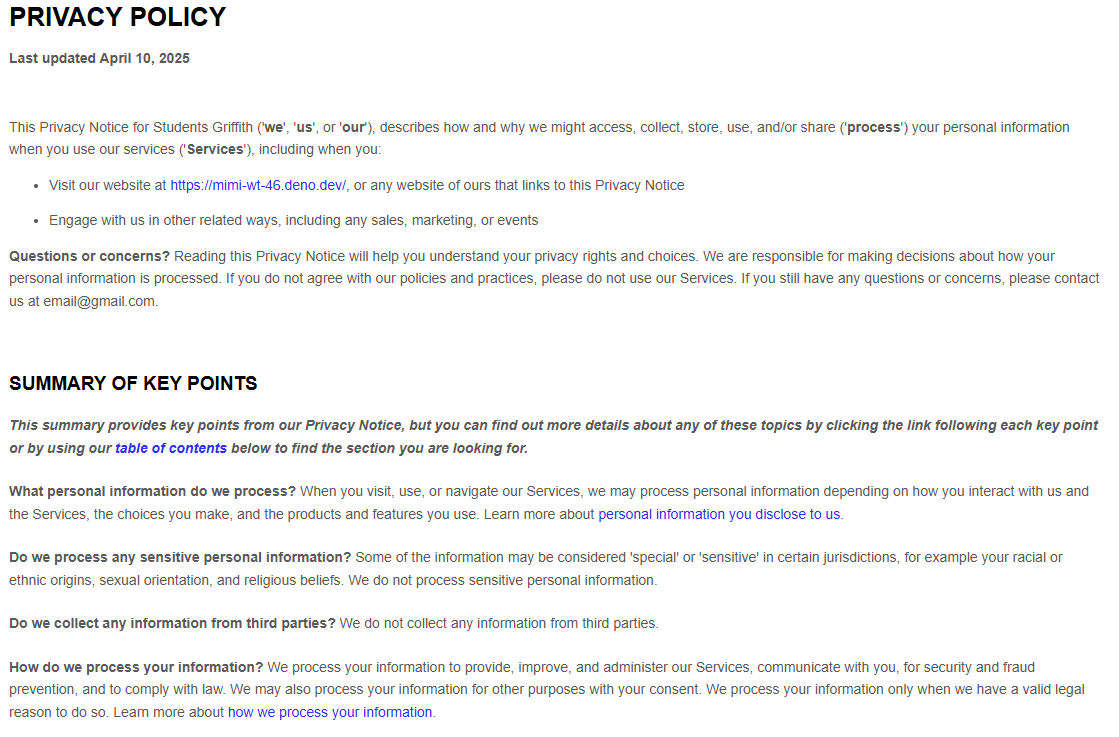 PRIVACY POLICY
Last updated April 10, 2025
This Privacy Notice for Students Griffith ('we', 'us', or 'our'), describes how and why we might access, collect, store, use, and/or share ('process') your personal information
when you use our services ('Services'), including when you:
• Visit our website at https://mimi-wt-46.deno.dev/, or any website of ours that links to this Privacy Notice
• Engage with us in other related ways, including any sales, marketing, or events
Questions or concerns? Reading this Privacy Notice will help you understand your privacy rights and choices. We are responsible for making decisions about how your
personal information is processed. If you do not agree with our policies and practices, please do not use our Services. If you still have any questions or concerns, please contact
us at email@gmail.com.
SUMMARY OF KEY POINTS
This summary provides key points from our Privacy Notice, but you can find out more details about any of these topics by clicking the link following each key point
or by using our table of contents below to find the section you are looking for.
What personal information do we process? When you visit, use, or navigate our Services, we may process personal information depending on how you interact with us and
the Services, the choices you make, and the products and features you use. Learn more about personal information you disclose to us.
Do we process any sensitive personal information? Some of the information may be considered 'special' or 'sensitive' in certain jurisdictions, for example your racial or
ethnic origins, sexual orientation, and religious beliefs. We do not process sensitive personal information.
Do we collect any information from third parties? We do not collect any information from third parties.
How do we process your information? We process your information to provide, improve, and administer our Services, communicate with you, for security and fraud
prevention, and to comply with law. We may also process your information for other purposes with your consent. We process your information only when we have a valid legal
reason to do so. Learn more about how we process your information.